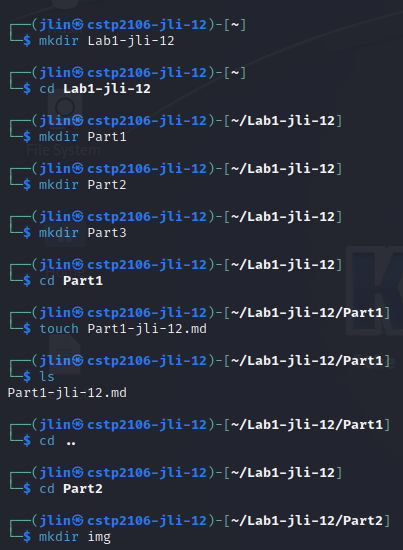 ┌──(jlin㉿cstp2106-jli-12)-[~]
└─$ mkdir Lab1-jli-12
┌──(jlin㉿cstp2106-jli-12)-[~]
└─$ cd Lab1-jli-12
┌──(jlin㉿cstp2106-jli-12)-[~/Lab1-jli-12]
└─$ mkdir Part1
File System
┌──(jlin㉿cstp2106-jli-12)-[~/Lab1-jli-12]
└─$ mkdir Part2
┌──(jlin㉿cstp2106-jli-12)-[~/Lab1-jli-12]
└─$ mkdir Part3
┌──(jlin㉿cstp2106-jli-12)-[~/Lab1-jli-12]
└─$ cd Part1
┌──(jlin㉿cstp2106-jli-12)-[~/Lab1-jli-12/Part1]
└─$ touch Part1-jli-12.md
┌──(jlin㉿cstp2106-jli-12)-[~/Lab1-jli-12/Part1]
└─$ ls
Part1-jli-12.md
┌──(jlin㉿cstp2106-jli-12)-[~/Lab1-jli-12/Part1]
└─$ cd ..
┌──(jlin㉿cstp2106-jli-12)-[~/Lab1-jli-12]
└─$ cd Part2
┌──(jlin㉿cstp2106-jli-12)-[~/Lab1-jli-12/Part2]
└─$ mkdir img